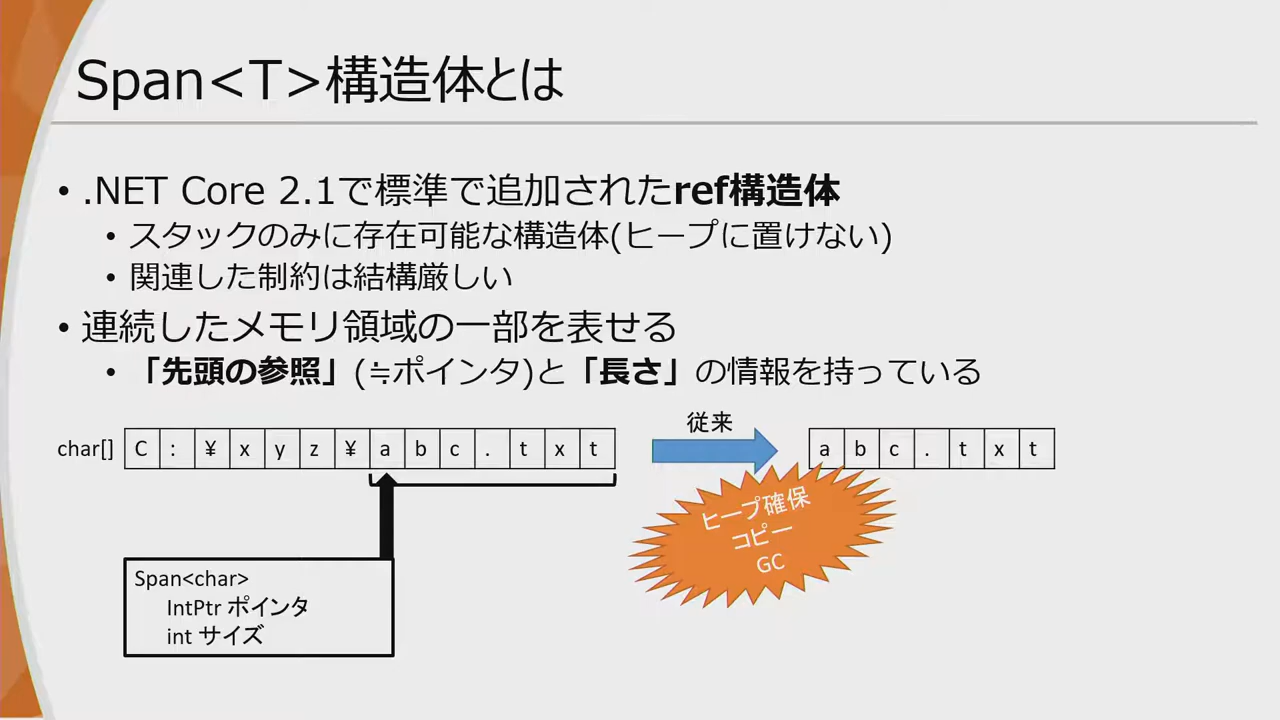 Span<T>構造体とは
• .NET Core 2.1で標準で追加されたref構造体
• スタックのみに存在可能な構造体(ヒープに置けない)
• 関連した制約は結構厳しい
• 連続したメモリ領域の一部を表せる
• 「先頭の参照」(≒ポインタ)と「長さ」の情報を持っている
従来
char[] C : ¥ x y z ¥ a b c . t x t
a b c . t x t
ヒープ確保
コピー
GC
Span<char>
IntPtr ポインタ
int サイズ